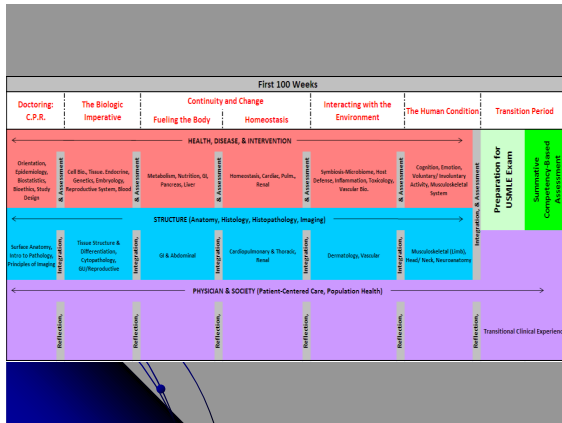 First 100 Weeks
Doctoring:
C.P.R.
The Biologic
Imperative
Continuity and Change
Fueling the Body
Homeostasis
Interacting with the
Environment
The Human Condition
Transition Period
HEALTH, DISEASE, & INTERVENTION
Orientation,
Epidemiology,
Biostatistics,
Bioethics, Study
Design
Cell Bio., Tissue. Endocrine,
Genetics, Embryology,
Reproductive System, Blood.
Metabolism, Nutrition, GI,
Pancreas, Liver
Homeostasis, Cardiac, Pulm.,
Renal
Symbiosis-Microbiome, Host
Defense, Inflammation, Toxicology,
Vascular Bio.
Cognition, Emotion,
Voluntary/ Involuntary
Activity, Musculoskeletal
System
& Assessment
& Assessment
& Assessment
& Assessment
& Assessment
Integration, & Assessment
Preparation for
USMLE Exam
Summative
Competency-Based
Assessment
STRUCTURE (Anatomy, Histology, Histopathology, Imaging)
Surface Anatomy,
Intro to Pathology,
Principles of Imaging
Tissue Structure &
Differentiation,
Cytopathology,
GU/Reproductive
GI & Abdominal
Cardiopulmonary & Thoracic,
Renal
Dermatology, Vascular
Musculoskeletal (Limb),
Head/ Neck, Neuroanatomy
Integration,
Integration,
Integration,
Integration,
Integration,
PHYSICIAN & SOCIETY (Patient-Centered Care, Population Health)
Reflection,
Reflection,
Reflection,
Reflection,
Reflection,
Reflection,
Transitional Clinical Experience